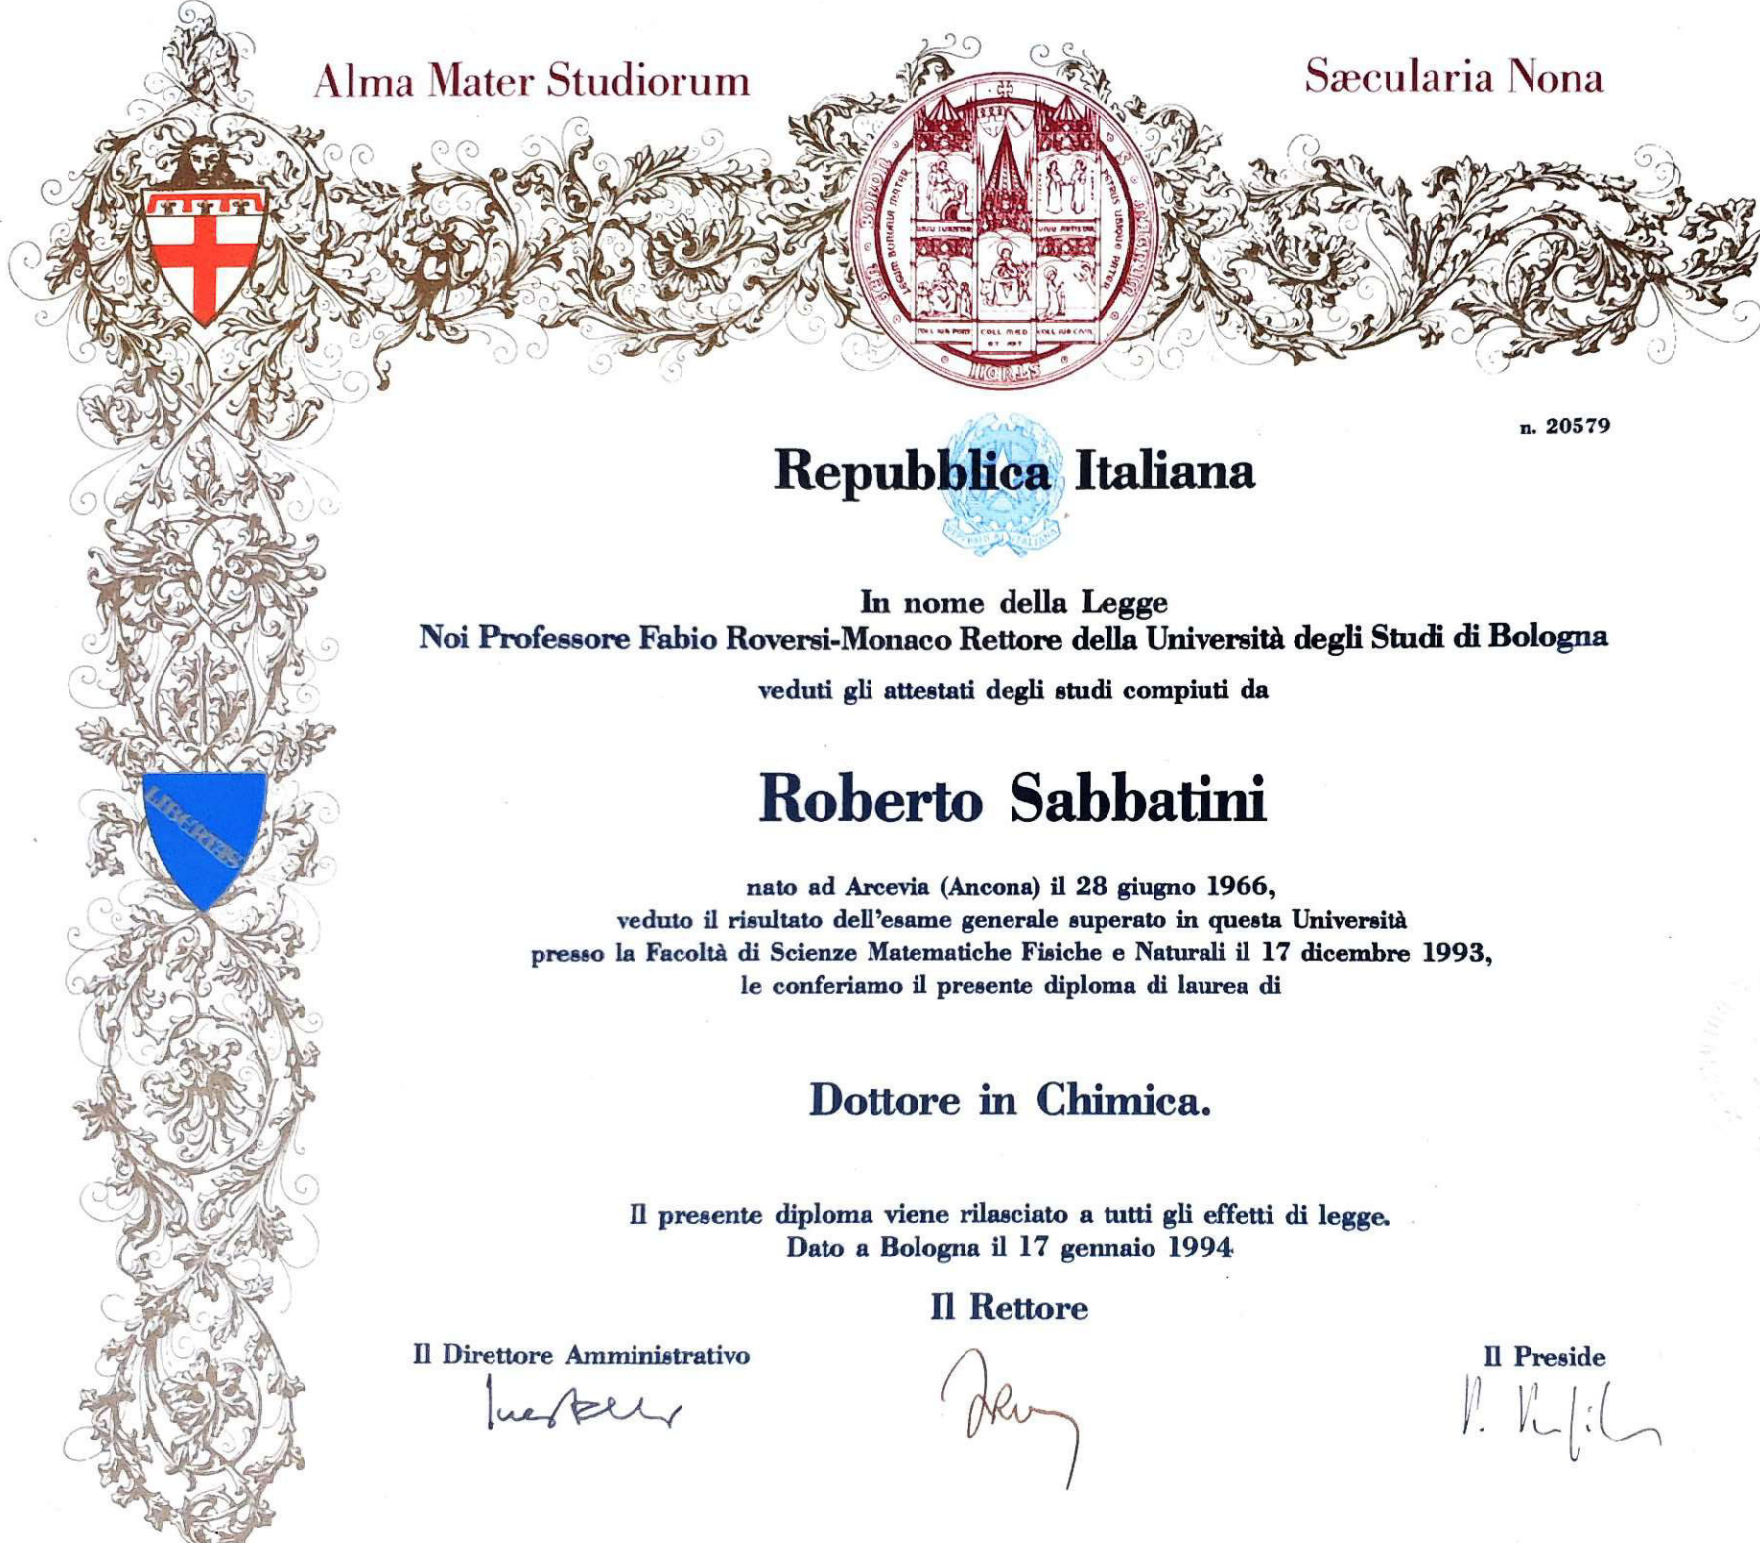 Alma Mater Studiorum
Sæcularia Nona
n. 20579
Repubblica Italiana
In nome della Legge
Noi Professore Fabio Roversi-Monaco Rettore della Università degli Studi di Bologna
veduti gli attestati degli studi compiuti da
LIBERTAS
Roberto Sabbatini
nato ad Arcevia (Ancona) il 28 giugno 1966,
veduto il risultato dell'esame generale superato in questa Università
presso la Facoltà di Scienze Matematiche Fisiche e Naturali il 17 dicembre 1993,
le conferiamo il presente diploma di laurea di
Dottore in Chimica.
Il presente diploma viene rilasciato a tutti gli effetti di legge.
Dato a Bologna il 17 gennaio 1994
Il Rettore
Il Direttore Amministrativo
Il Preside